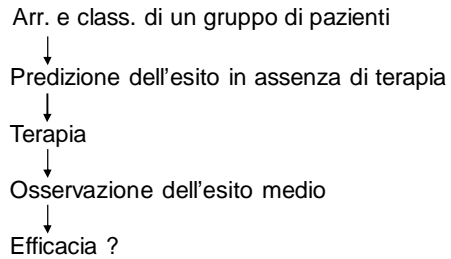 Arr. e class. di un gruppo di pazienti
Predizione dell'esito in assenza di terapia
Terapia
Osservazione dell'esito medio
Efficacia ?